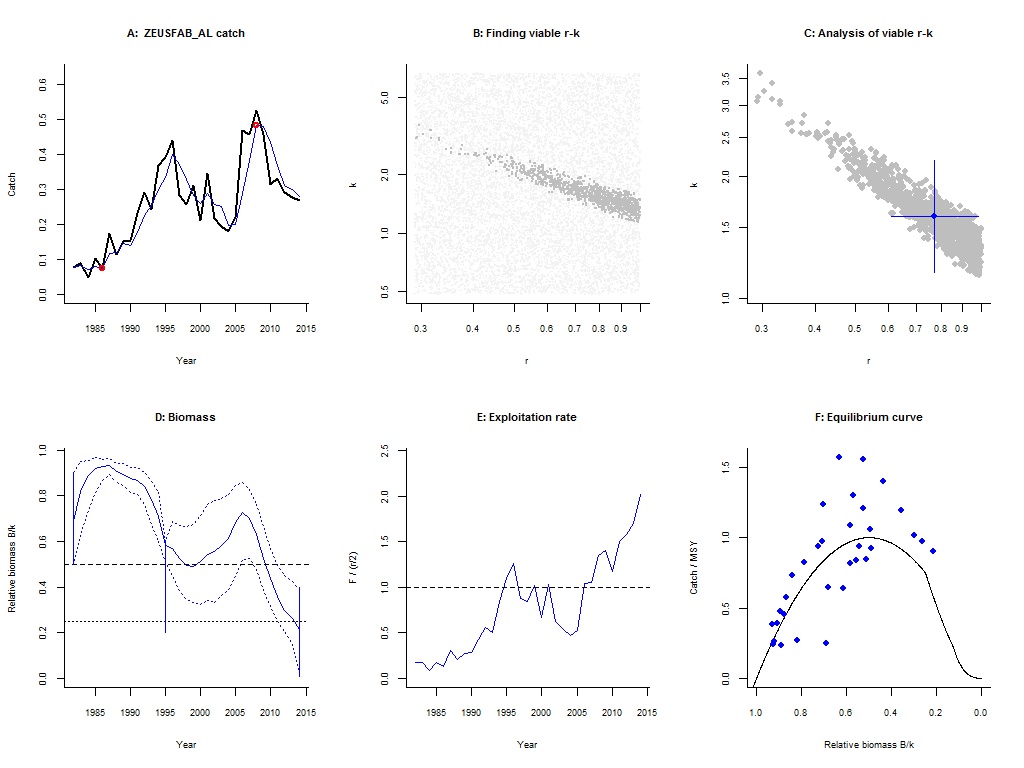 A:  ZEUSFAB_AL catch
B: Finding viable r-k
C: Analysis of viable r-k
Catch
0.0 0.1 0.2 0.3 0.4 0.5 0.6
1985 1990 1995 2000 2005 2010 2015
Year
k
0.5 1.0 2.0 5.0
0.3 0.4 0.5 0.6 0.7 0.8 0.9
r
k
1.0 1.5 2.0 2.5 3.0 3.5
0.3 0.4 0.5 0.6 0.7 0.8 0.9
r
D: Biomass
E: Exploitation rate
F: Equilibrium curve
Relative biomass B/k
0.0 0.2 0.4 0.6 0.8 1.0
1985 1990 1995 2000 2005 2010 2015
Year
F / (r/2)
0.0 0.5 1.0 1.5 2.0 2.5
1985 1990 1995 2000 2005 2010 2015
Year
Catch / MSY
0.0 0.5 1.0 1.5
1.0 0.8 0.6 0.4 0.2 0.0
Relative biomass B/k